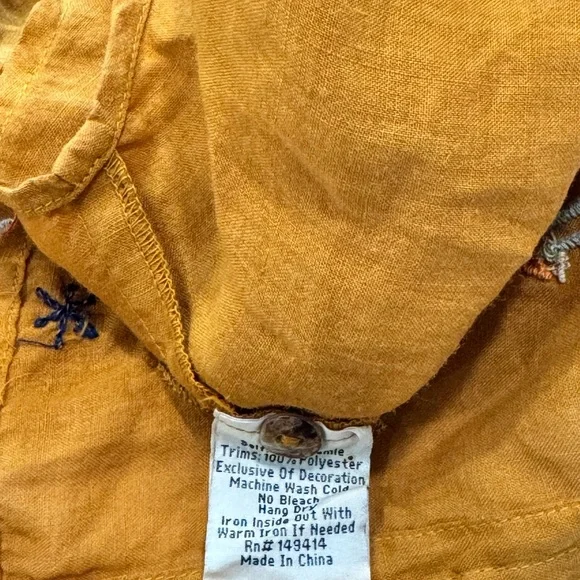 Trims: 100% Polyester
Exclusive Of Decoration
Machine Wash Cold
No Bleach
Hang Dry
Iron Inside Out With
Warm Iron If Needed
Rn# 149414
Made In China